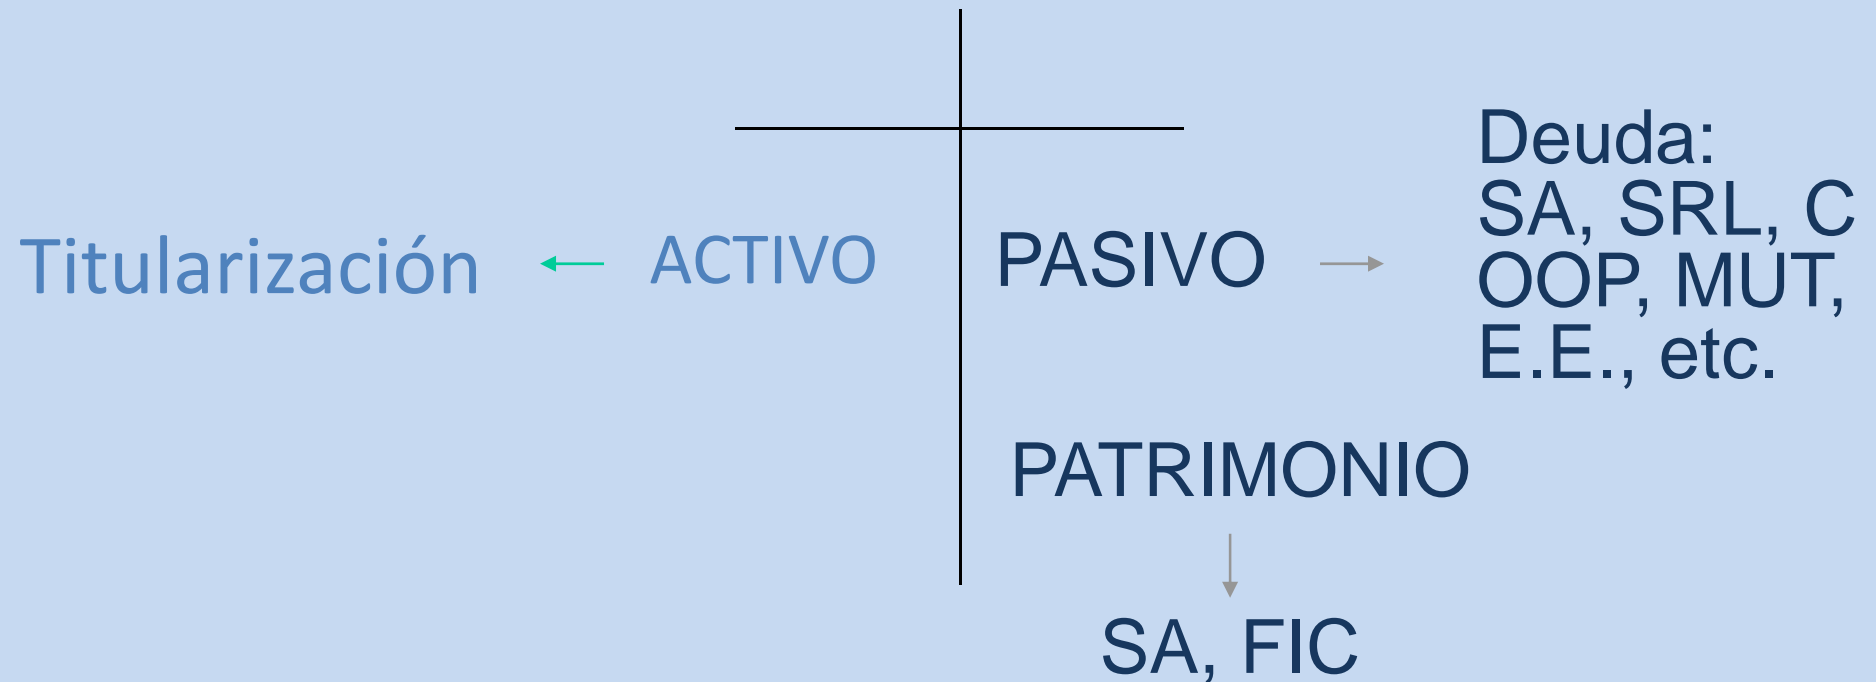 Titularización
ACTIVO
PASIVO
Deuda:
SA, SRL, C
OOP, MUT,
E.E., etc.
PATRIMONIO
SA, FIC